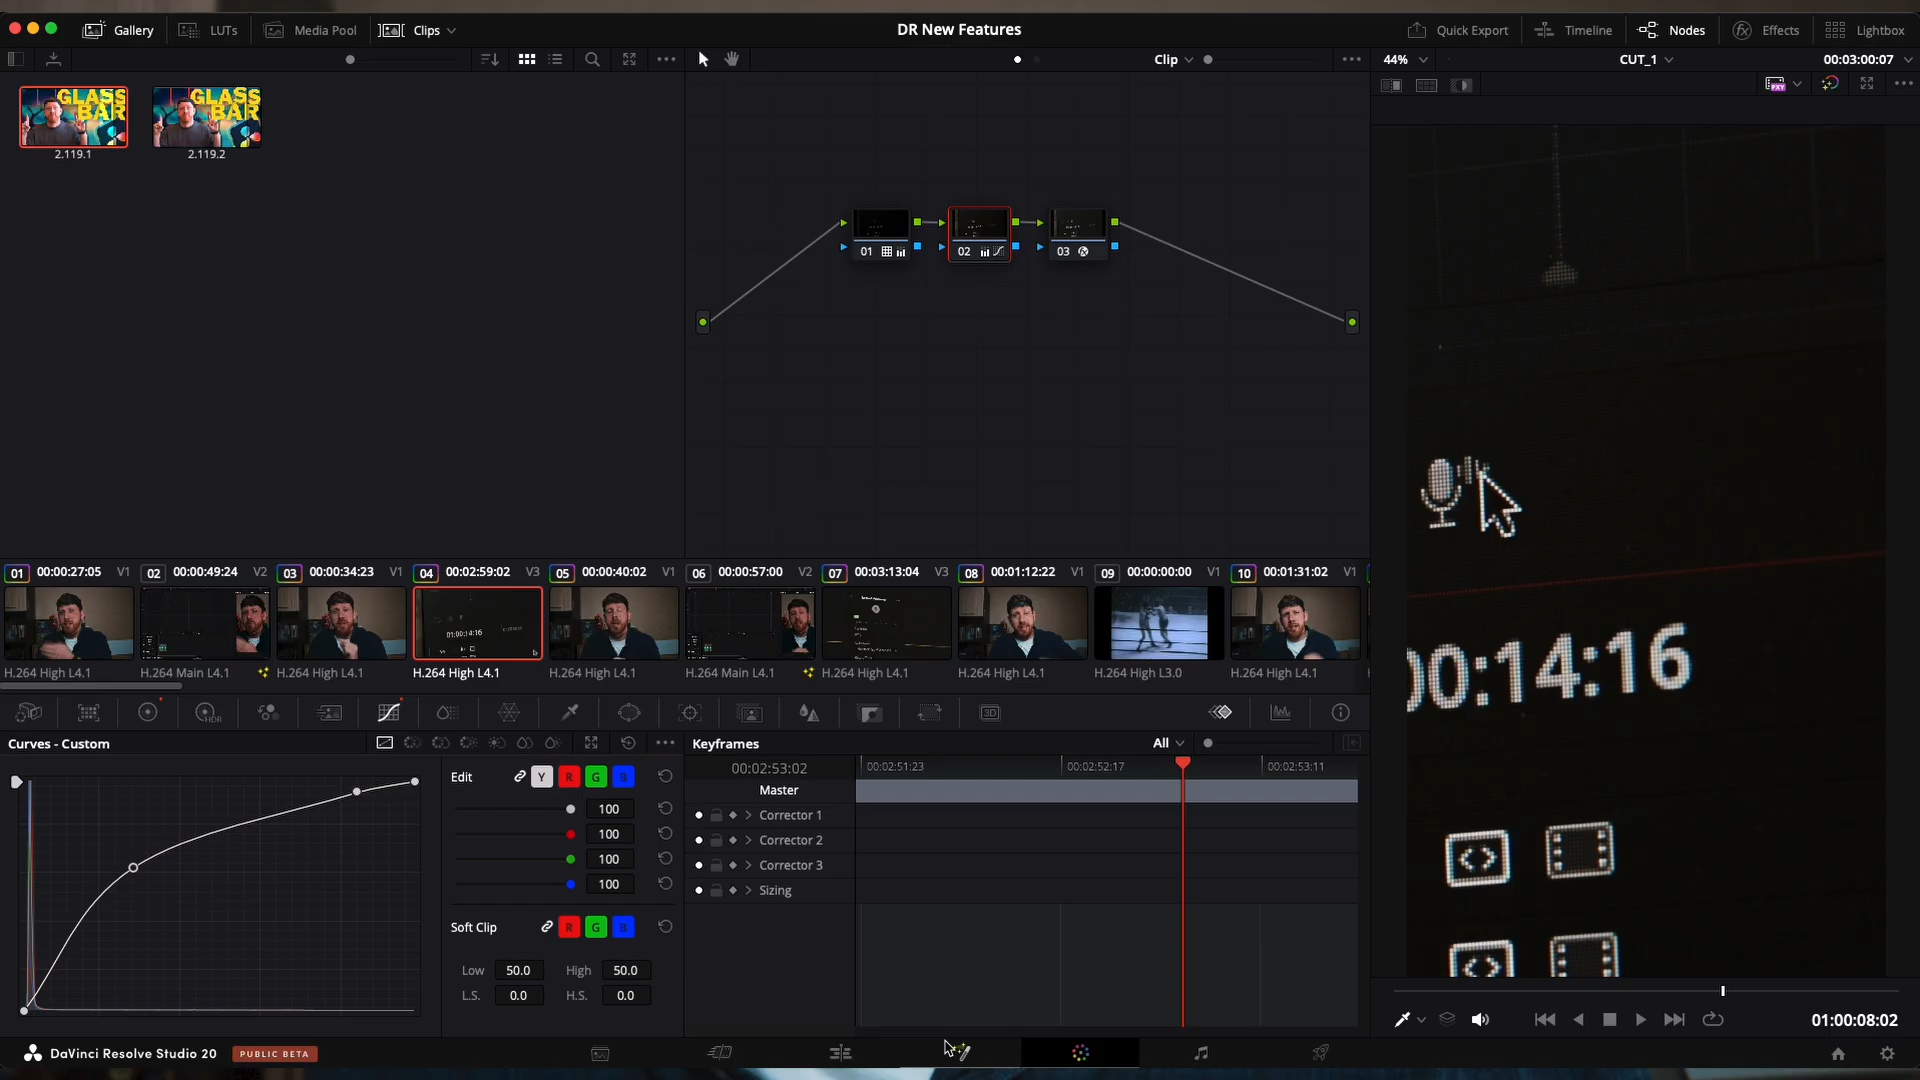 Gallery LUTs Media Pool Clips DR New Features Quick Export Timeline Nodes Effects Lightbox
Clip 44% CUT_1 00:03:00:07
PXY
GLASS BAR
GLASS BAR
2.119.1 2.119.2
01 02 03
01 00:00:27:05 V1 02 00:00:49:24 V2 03 00:00:34:23 V1 04 00:02:59:02 V3 05 00:00:40:02 V1 06 00:00:57:00 V2 07 00:03:13:04 V3 08 00:01:12:22 V1 09 00:00:00:00 V1 10 00:01:31:02 V1
01:00:14:16
H.264 High L4.1 H.264 Main L4.1 H.264 High L4.1 H.264 High L4.1 H.264 High L4.1 H.264 Main L4.1 H.264 High L4.1 H.264 High L4.1 H.264 High L3.0 H.264 High L4.1
00:14:16
HDR 3D
Curves - Custom Keyframes All
Edit Y R G B 00:02:53:02 00:02:51:23 00:02:52:17 00:02:53:11
Master
100 Corrector 1
100 Corrector 2
100 Corrector 3
100 Sizing
Soft Clip R G B
Low 50.0 High 50.0
L.S. 0.0 H.S. 0.0
01:00:08:02
DaVinci Resolve Studio 20 PUBLIC BETA